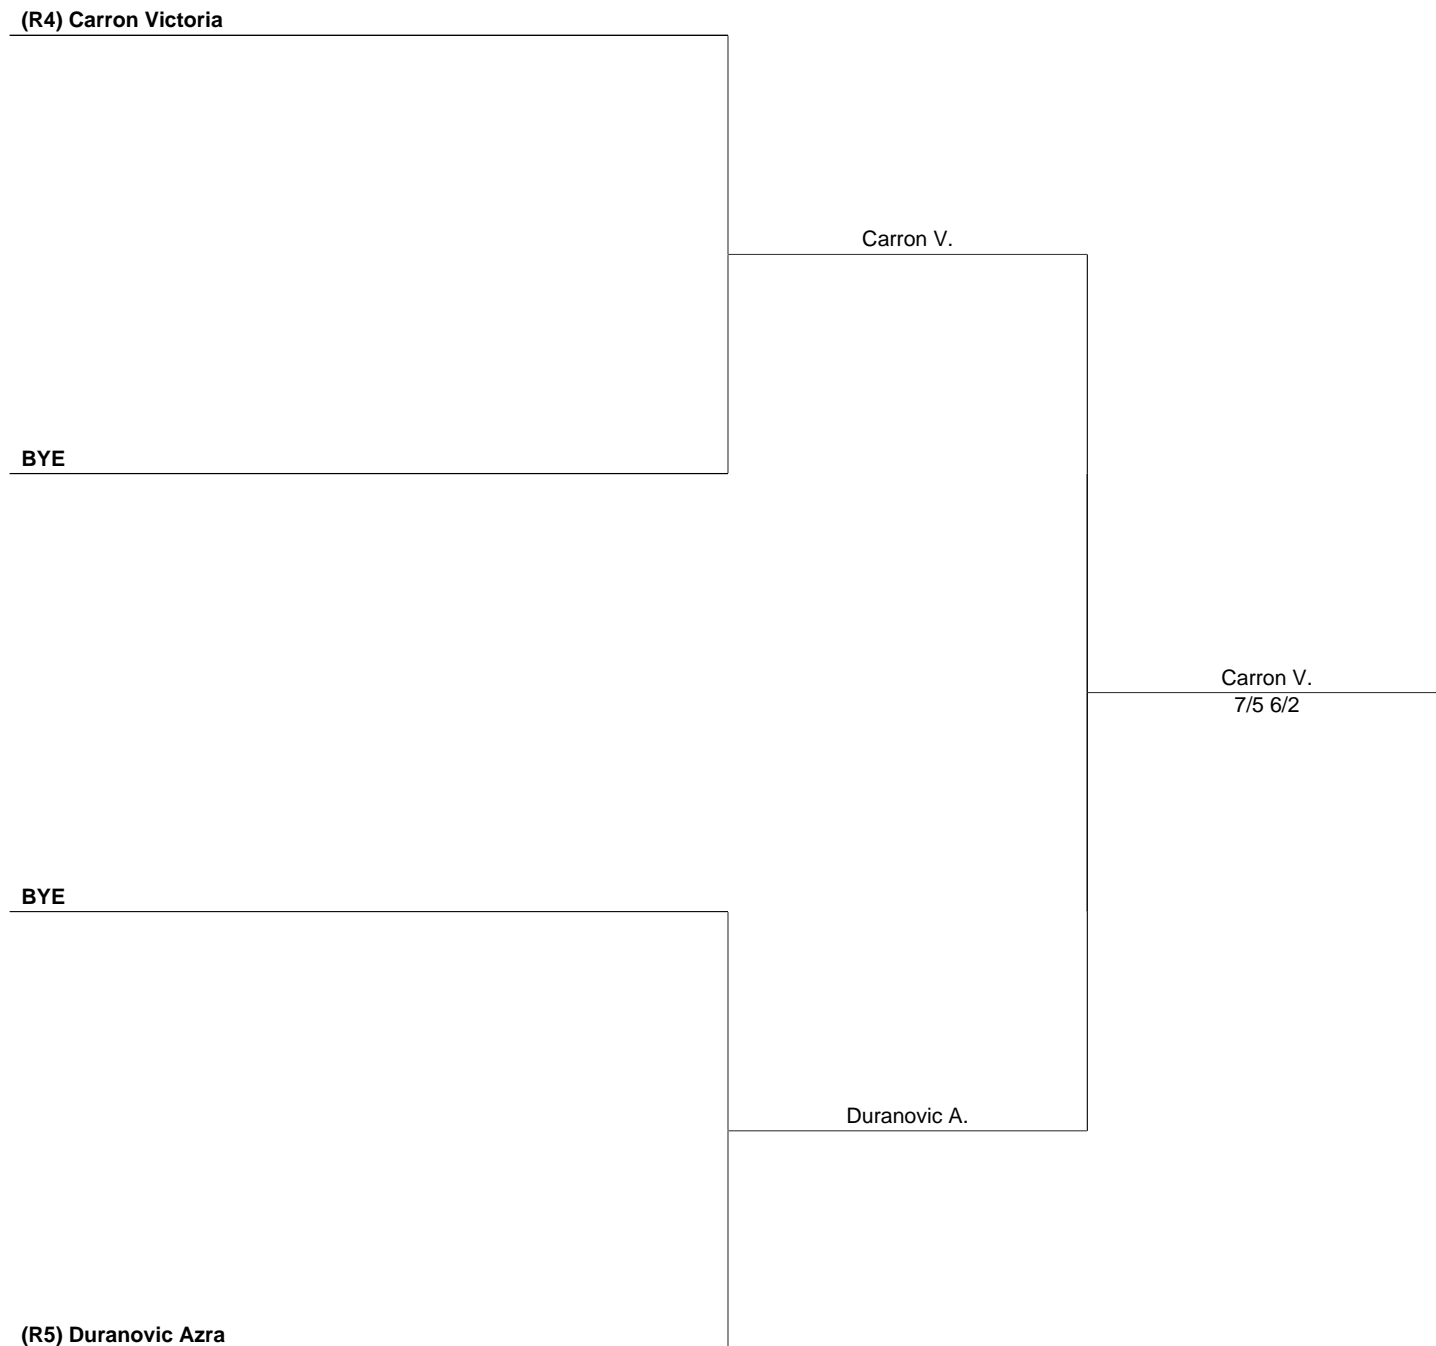 (R4) Carron Victoria
Carron V.
BYE
Carron V.
7/5 6/2
BYE
Duranovic A.
(R5) Duranovic Azra